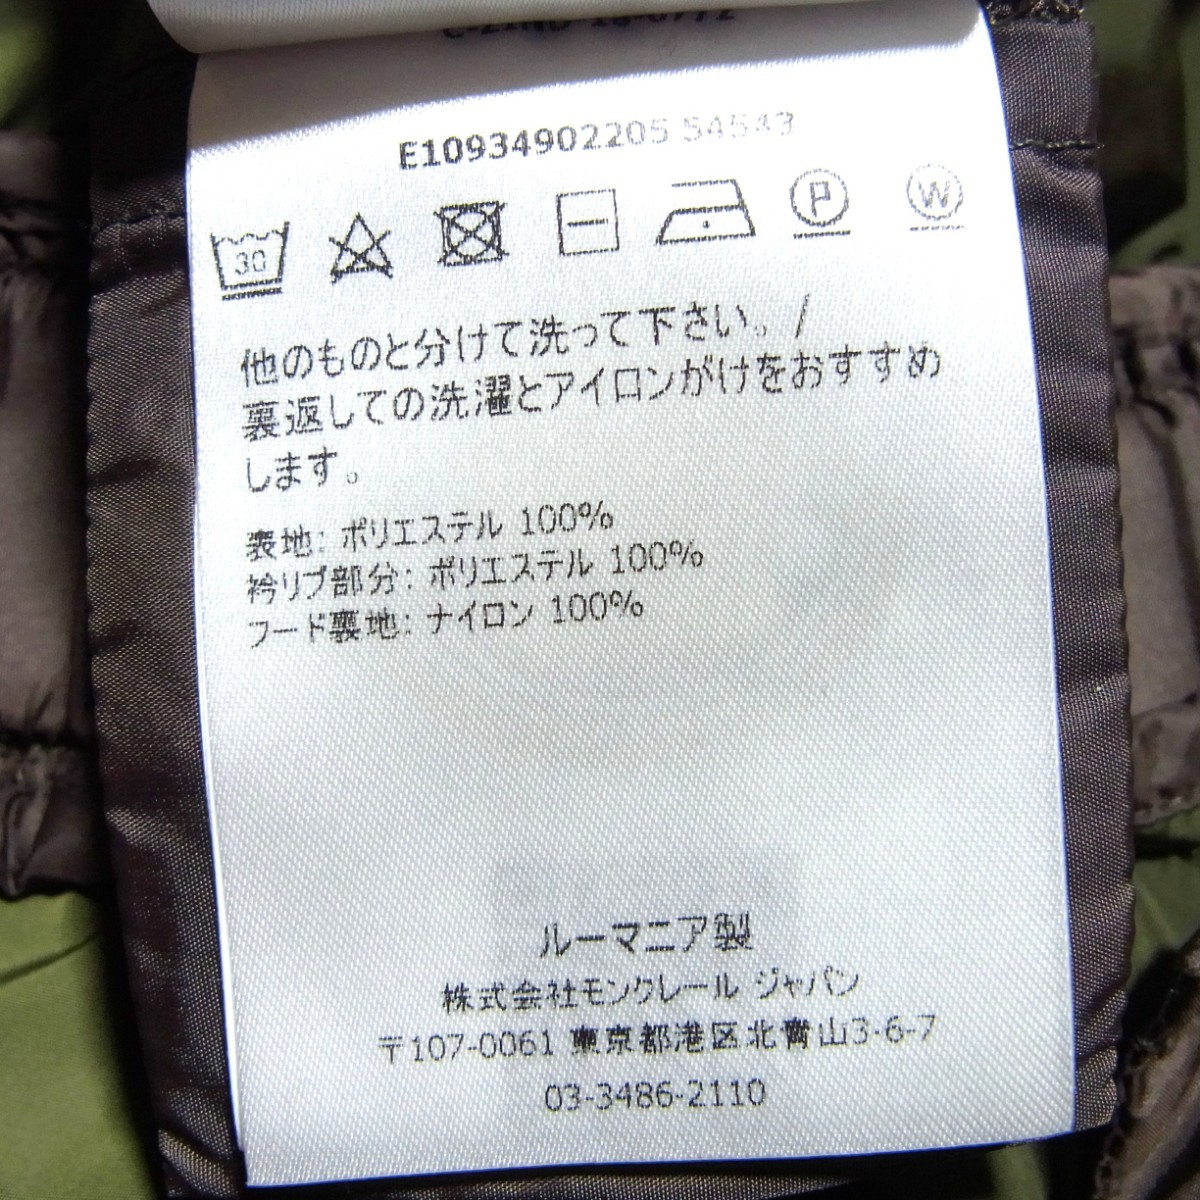 E10934902205 54543
30
P
W
他のものと分けて洗って下さい。/
裏返しての洗濯とアイロンがけをおすすめ
します。
表地: ポリエステル 100%
衿リブ部分: ポリエステル 100%
フード裏地: ナイロン 100%
ルーマニア製
株式会社モンクレール ジャパン
〒107-0061 東京都港区北青山3-6-7
03-3486-2110